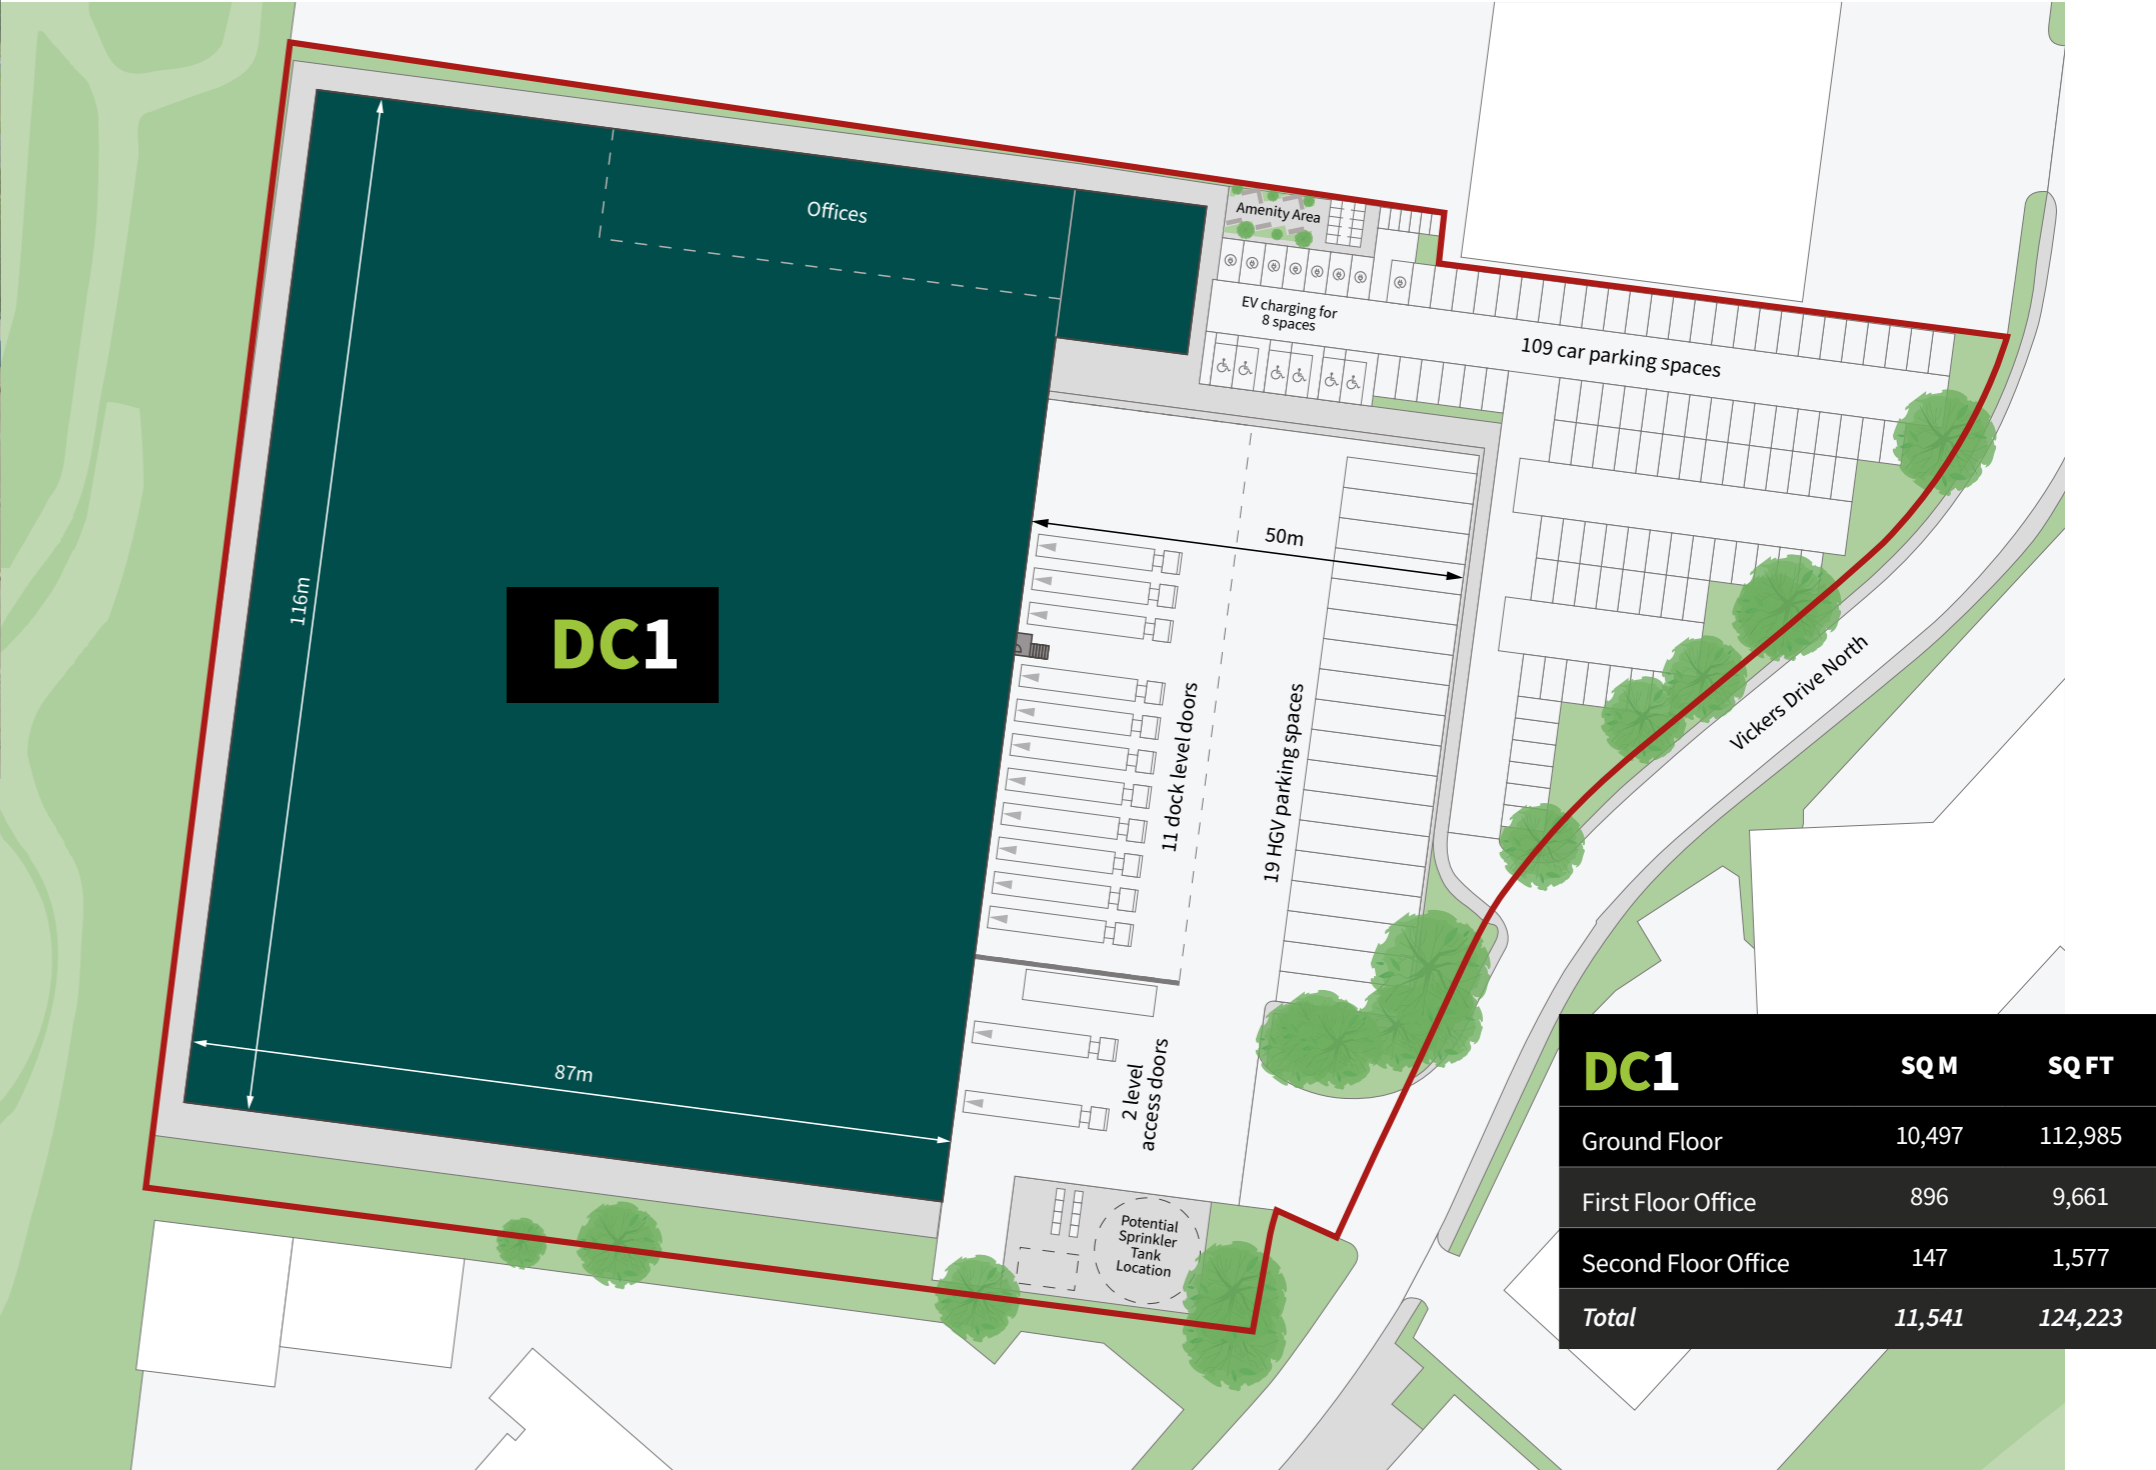 Offices
Amenity Area
EV charging for
8 spaces
109 car parking spaces
50m
116m
DC1
11 dock level doors
19 HGV parking spaces
Vickers Drive North
87m
2 level
access doors
Potential
Sprinkler
Tank
Location
DC1 SQ M SQ FT
Ground Floor 10,497 112,985
First Floor Office 896 9,661
Second Floor Office 147 1,577
Total 11,541 124,223